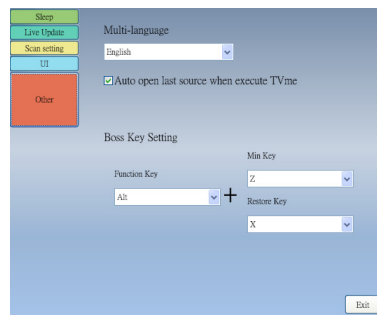 Sleep
Live Update
Scan setting
UI
Other
Multi-language
English
Auto open last source when execute TVme
Boss Key Setting
Function Key
Alt
+
Min Key
Z
Restore Key
X
Exit